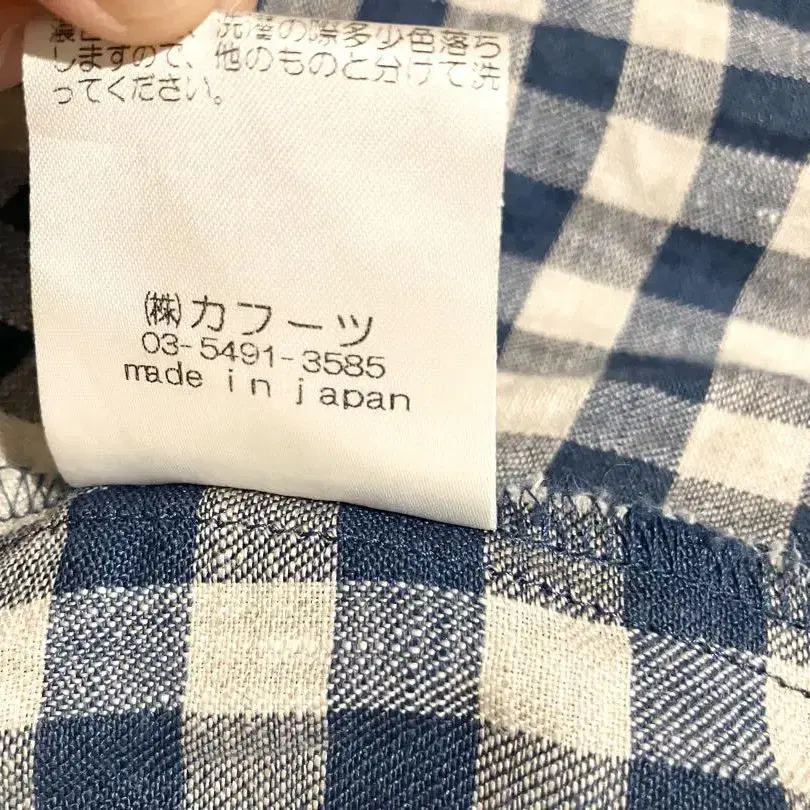 洗濯の際多少色落ち
しますので、他のものと分けて洗
ってください。
㈱カフーツ
03-5491-3585
made in japan